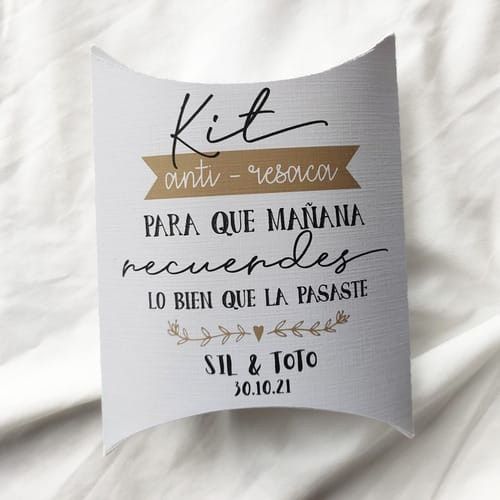 Kit
anti - resaca
PARA QUE MAÑANA
recuerdes
LO BIEN QUE LA PASASTE
SIL & TOTO
30.10.21